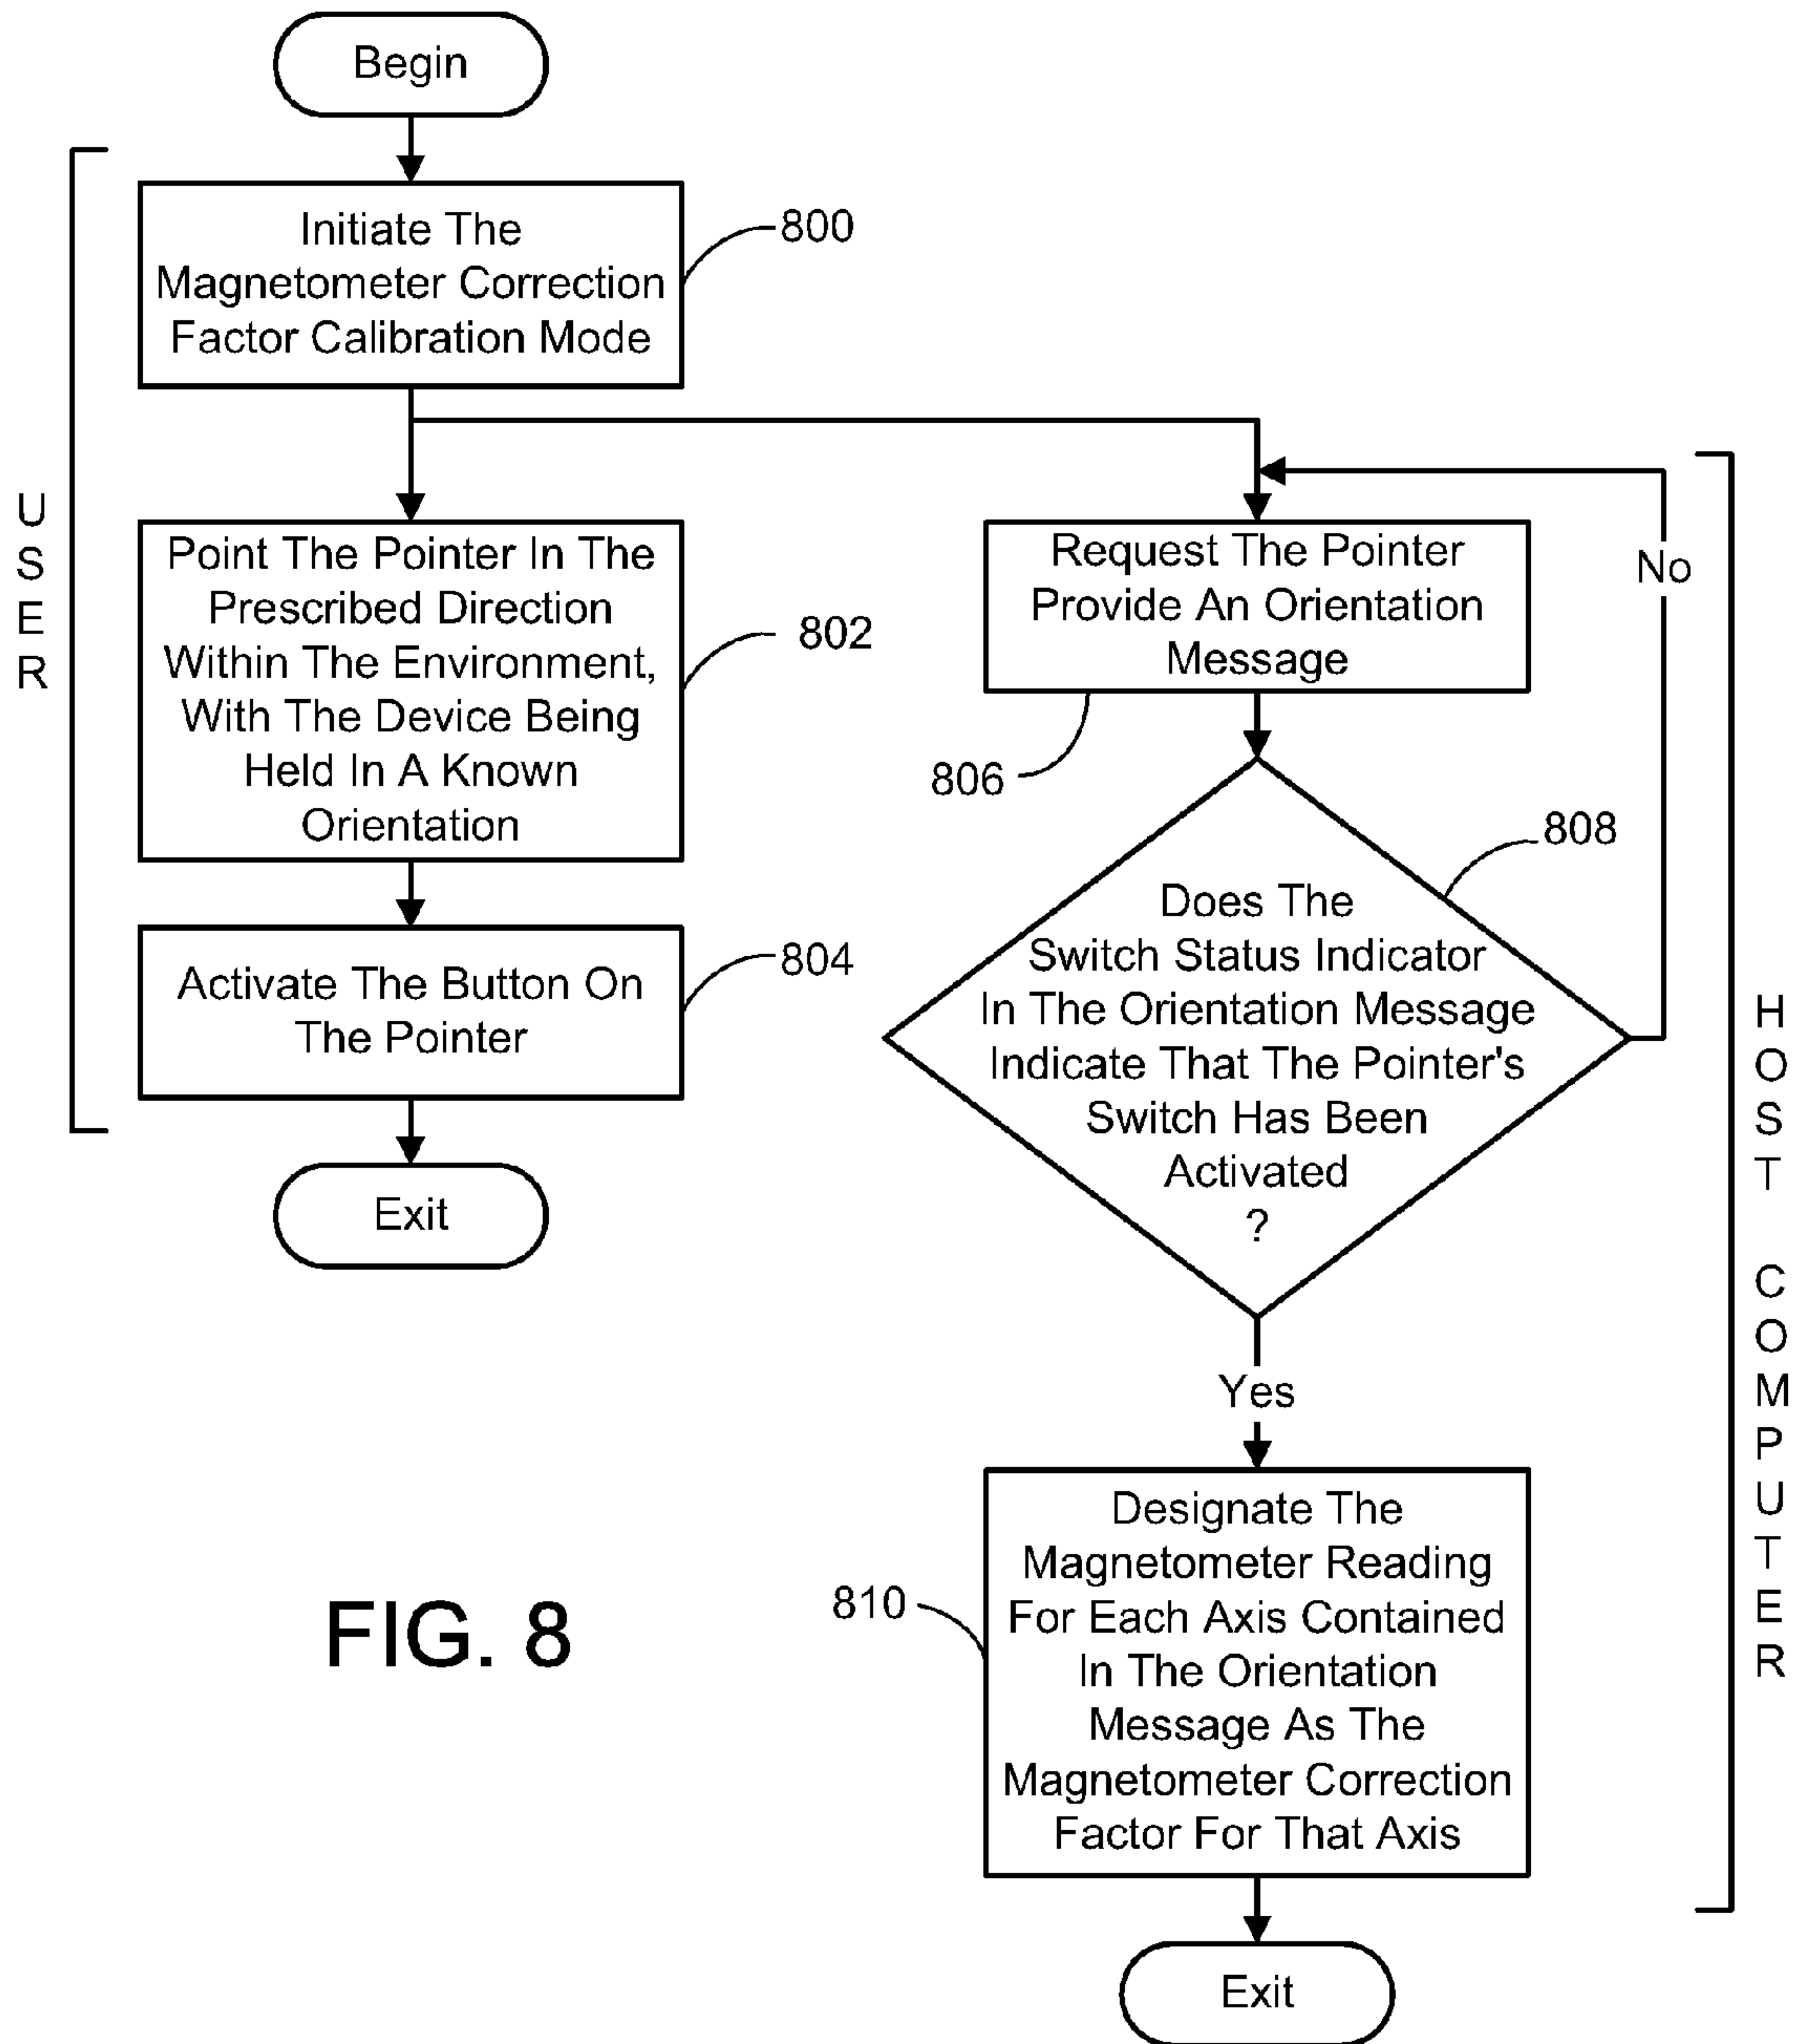 Begin
Initiate The
Magnetometer Correction
Factor Calibration Mode
800
USER
Point The Pointer In The
Prescribed Direction
Within The Environment,
With The Device Being
Held In A Known
Orientation
802
Activate The Button On
The Pointer
804
Exit
Request The Pointer
Provide An Orientation
Message
806
No
Does The
Switch Status Indicator
In The Orientation Message
Indicate That The Pointer's
Switch Has Been
Activated
?
808
Yes
Designate The
Magnetometer Reading
For Each Axis Contained
In The Orientation
Message As The
Magnetometer Correction
Factor For That Axis
810
Exit
HOST COMPUTER
FIG. 8